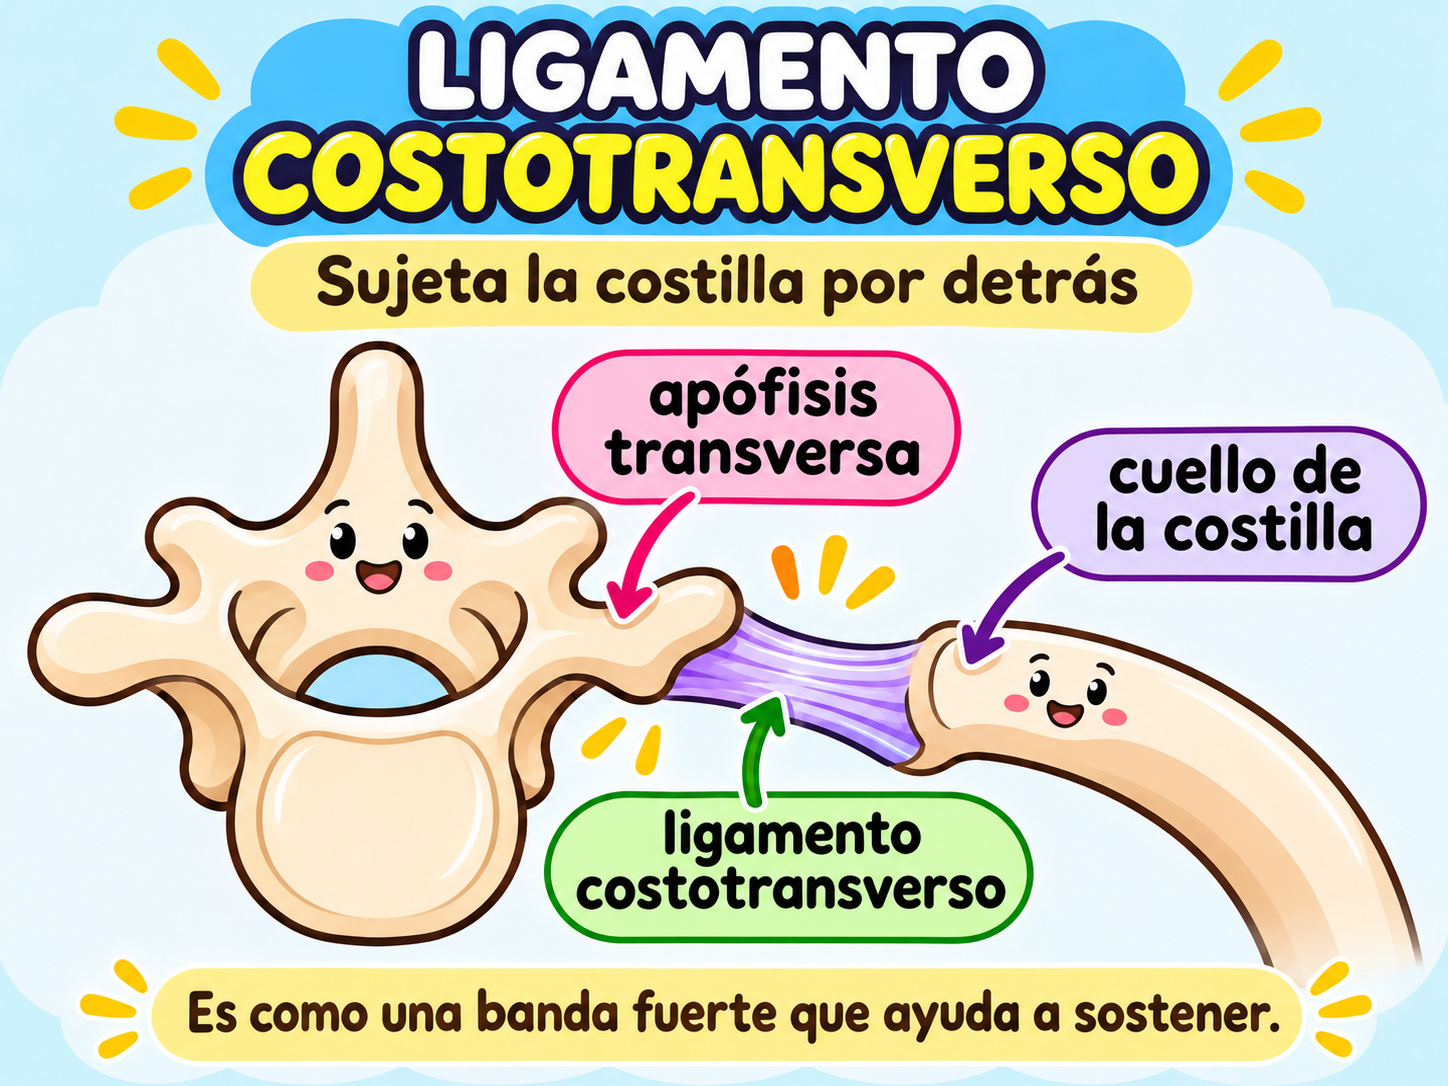 LIGAMENTO
COSTOTRANSVERSO
Sujeta la costilla por detrás
apófisis
transversa
cuello de
la costilla
ligamento
costotransverso
Es como una banda fuerte que ayuda a sostener.